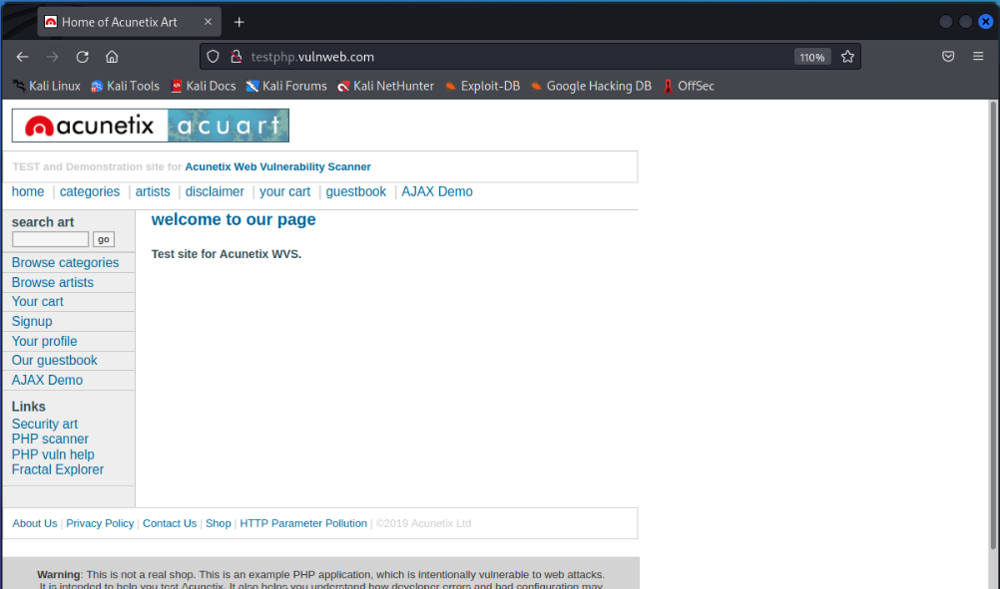 Home of Acunetix Art
testphp.vulnweb.com 110%
Kali Linux Kali Tools Kali Docs Kali Forums Kali NetHunter Exploit-DB Google Hacking DB OffSec
acunetix acuart
TEST and Demonstration site for Acunetix Web Vulnerability Scanner
home | categories | artists | disclaimer | your cart | guestbook | AJAX Demo
search art
go
Browse categories
Browse artists
Your cart
Signup
Your profile
Our guestbook
AJAX Demo
Links
Security art
PHP scanner
PHP vuln help
Fractal Explorer
welcome to our page
Test site for Acunetix WVS.
About Us | Privacy Policy | Contact Us | Shop | HTTP Parameter Pollution | ©2019 Acunetix Ltd
Warning: This is not a real shop. This is an example PHP application, which is intentionally vulnerable to web attacks.
It is intended to help you test Acunetix. It also helps you understand how developer errors and bad configuration may